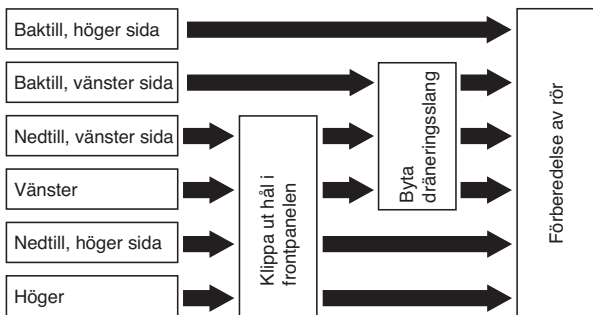 Baktill, höger sida
Baktill, vänster sida
Nedtill, vänster sida
Vänster
Nedtill, höger sida
Höger
Klippa ut hål i
frontpanelen
Byta
dräneringsslang
Förberedelse av rör